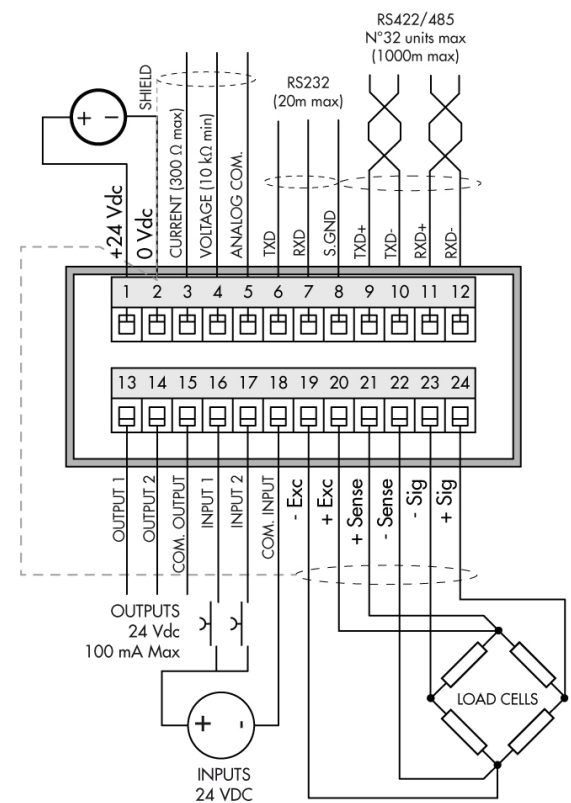 RS422/485
N°32 units max
(1000m max)
RS232
(20m max)
+ -
SHIELD
+24 Vdc
0 Vdc
CURRENT (300 Ω max)
VOLTAGE (10 kΩ min)
ANALOG COM.
TXD
RXD
S.GND
TXD+
TXD-
RXD+
RXD-
1 2 3 4 5 6 7 8 9 10 11 12
13 14 15 16 17 18 19 20 21 22 23 24
OUTPUT 1
OUTPUT 2
COM. OUTPUT
INPUT 1
INPUT 2
COM. INPUT
- Exc
+ Exc
+ Sense
- Sense
- Sig
+ Sig
OUTPUTS
24 Vdc
100 mA Max
LOAD CELLS
+ -
INPUTS
24 VDC